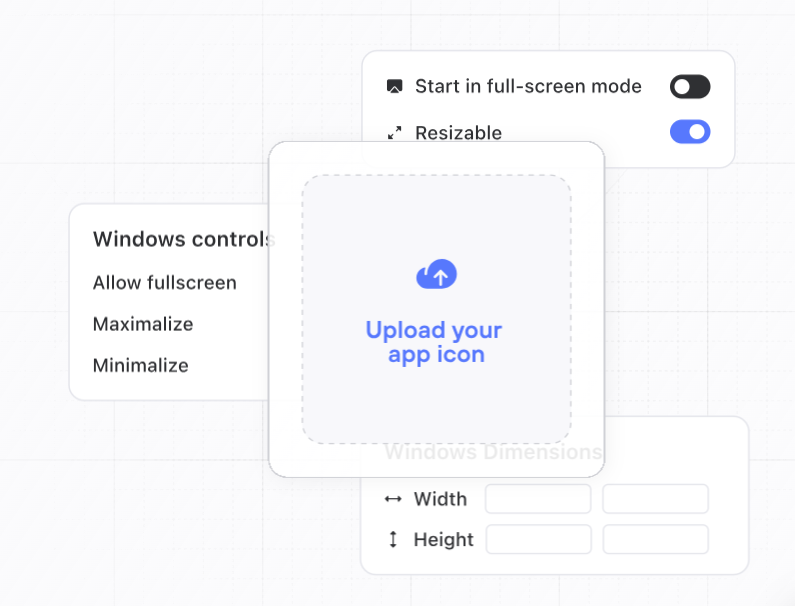 Start in full-screen mode
Resizable
Windows controls
Allow fullscreen
Maximalize
Minimalize
Upload your
app icon
Windows Dimensions
Width
Height